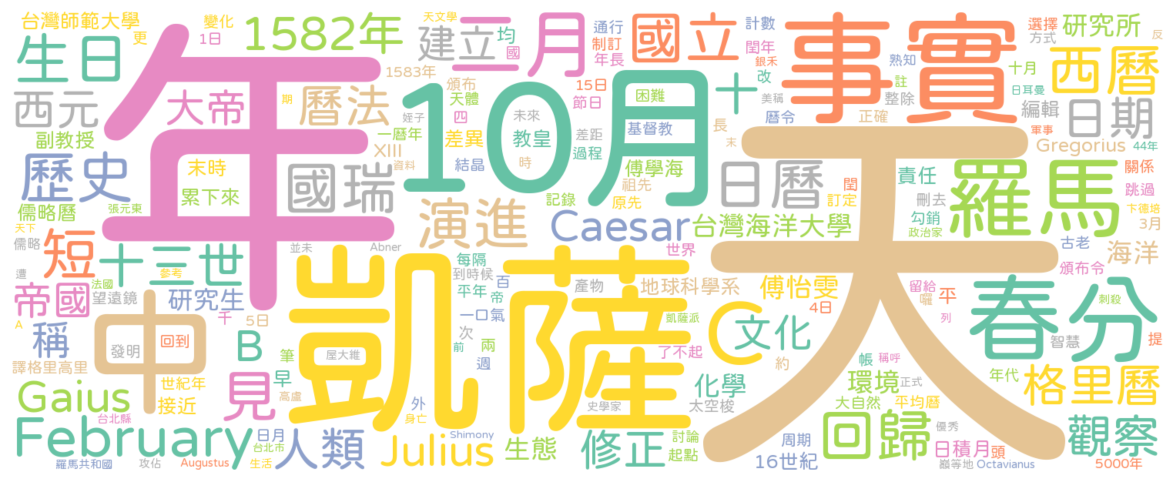 台灣師範大學
變化
更
天文學
通行
計數
選擇
研究所
生日
1582年
建立
均
二月
國立
制訂
閏年
方式
反
1日
國
年長
銀禾
熟知
事實
西曆
1583年
頒布
15日
改
註
十月
西元
大帝
曆法
期
10月
十
美稱
整除
日耳曼
編輯
日期
天體
節日
困難
曆令
正確
軍事
44年
副教授
姪子
一曆年
四
差異
未來
教皇
差距
基督教
長
末
Gregorius
歷史
末時
XIII
資料
結晶
時
過程
傅學海
日曆
閏
責任
羅馬
關係
跳過
年
國瑞
累下來
祖先
訂定
刪去
卞德培
儒略曆
張元東
記錄
原先
勾銷
3月
天下
演進
Caesar
台灣海洋大學
政治家
儒略
短
十三世
並未
Abner
每隔
世界
古老
海洋
遭
參考
到時候
百
頒布令
帝國
望遠鏡
法國
研究生
平年
帝
產物
地球科學系
傅怡雯
留給
曬
平
春分
刺殺
千
5日
一口氣
凱薩派
4日
列
稱
中
發明
回到
B
筆
屋大維
凱薩
次
兩
C
文化
天
智慧
提
前
週
了不起
約
帳
稱呼
譯格里高里
早
高盧
化學
環境
正式
年代
格里曆
世紀年
見
史學家
太空梭
大自然
平均曆
Gaius
接近
外
台北縣
身亡
優秀
February
日月
人類
Julius
Shimony
生態
修正
討論
周期
回歸
日積月
頭
觀察
台北市
起點
16世紀
巔等地
Octavianus
5000年
羅馬共和國
攻佔
Augustus
生活
A